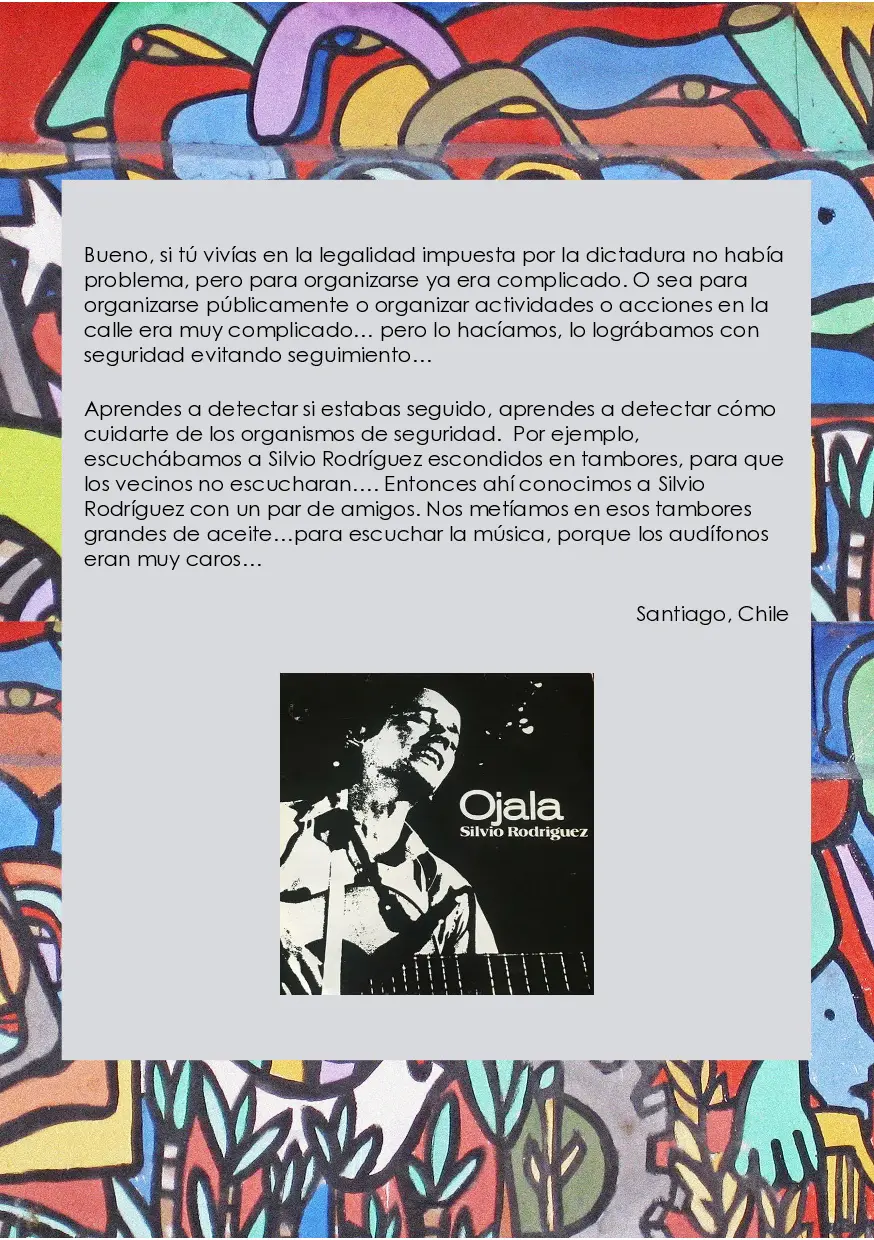 Bueno, si tú vivías en la legalidad impuesta por la dictadura no había
problema, pero para organizarse ya era complicado. O sea para
organizarse públicamente o organizar actividades o acciones en la
calle era muy complicado… pero lo hacíamos, lo lográbamos con
seguridad evitando seguimiento…
Aprendes a detectar si estabas seguido, aprendes a detectar cómo
cuidarte de los organismos de seguridad.  Por ejemplo,
escuchábamos a Silvio Rodríguez escondidos en tambores, para que
los vecinos no escucharan…. Entonces ahí conocimos a Silvio
Rodríguez con un par de amigos. Nos metíamos en esos tambores
grandes de aceite…para escuchar la música, porque los audífonos
eran muy caros…
Santiago, Chile
Ojala
Silvio Rodriguez